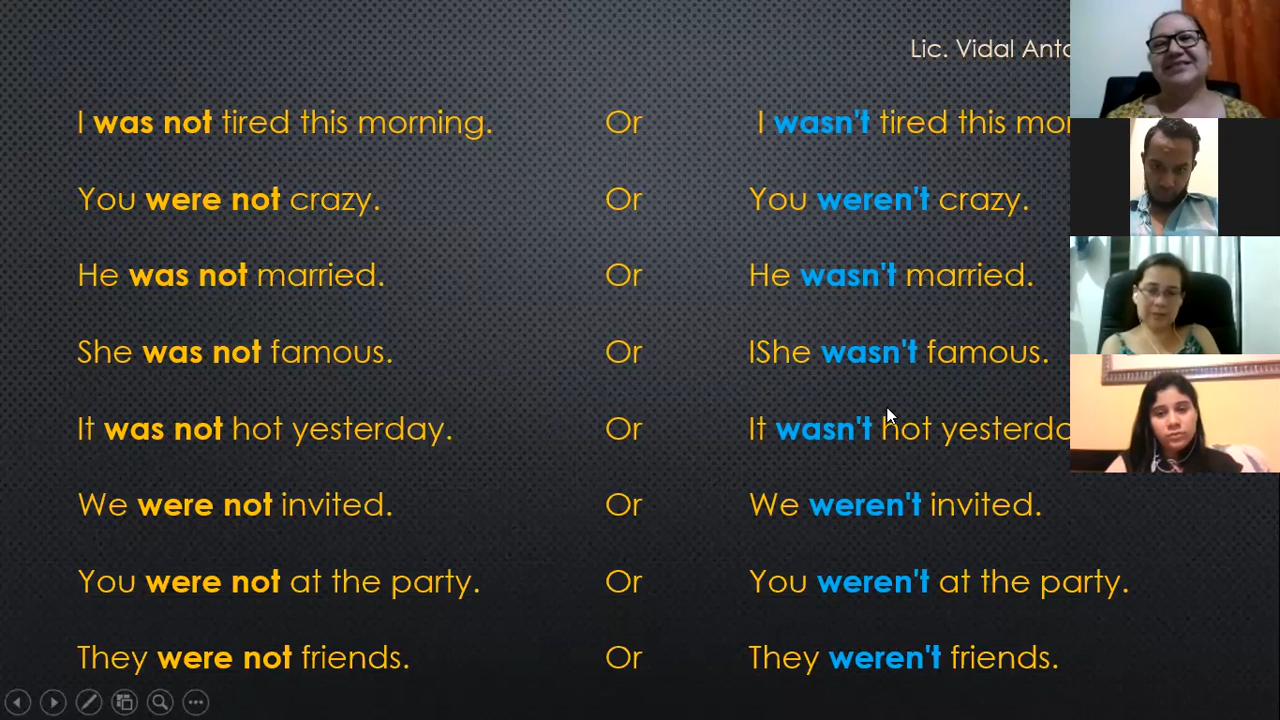 Lic. Vidal
I was not tired this morning. Or I wasn't tired this
You were not crazy. Or You weren't crazy.
He was not married. Or He wasn't married.
She was not famous. Or IShe wasn't famous.
It was not hot yesterday. Or It wasn't hot
We were not invited. Or We weren't invited.
You were not at the party. Or You weren't at the party.
They were not friends. Or They weren't friends.